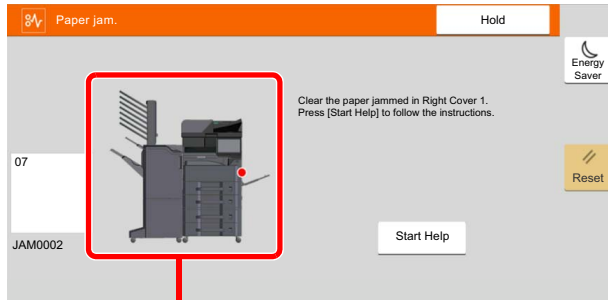 Paper jam.
Hold
Energy
Saver
Clear the paper jammed in Right Cover 1.
Press [Start Help] to follow the instructions.
07
Reset
JAM0002
Start Help